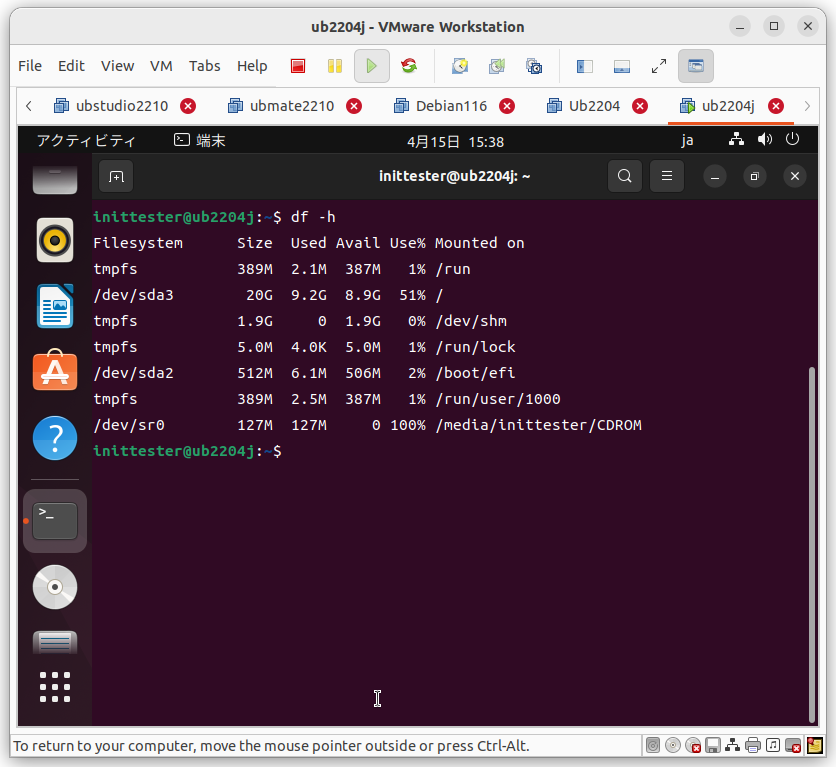 ub2204j - VMware Workstation
File Edit View VM Tabs Help
ubstudio2210 ubmate2210 Debian116 Ub2204 ub2204j
アクティビティ 端末 4月15日 15:38 ja
inittester@ub2204j: ~
inittester@ub2204j:~$ df -h
Filesystem Size Used Avail Use% Mounted on
tmpfs 389M 2.1M 387M 1% /run
/dev/sda3 20G 9.2G 8.9G 51% /
tmpfs 1.9G 0 1.9G 0% /dev/shm
tmpfs 5.0M 4.0K 5.0M 1% /run/lock
/dev/sda2 512M 6.1M 506M 2% /boot/efi
tmpfs 389M 2.5M 387M 1% /run/user/1000
/dev/sr0 127M 127M 0 100% /media/inittester/CDROM
inittester@ub2204j:~$
To return to your computer, move the mouse pointer outside or press Ctrl-Alt.